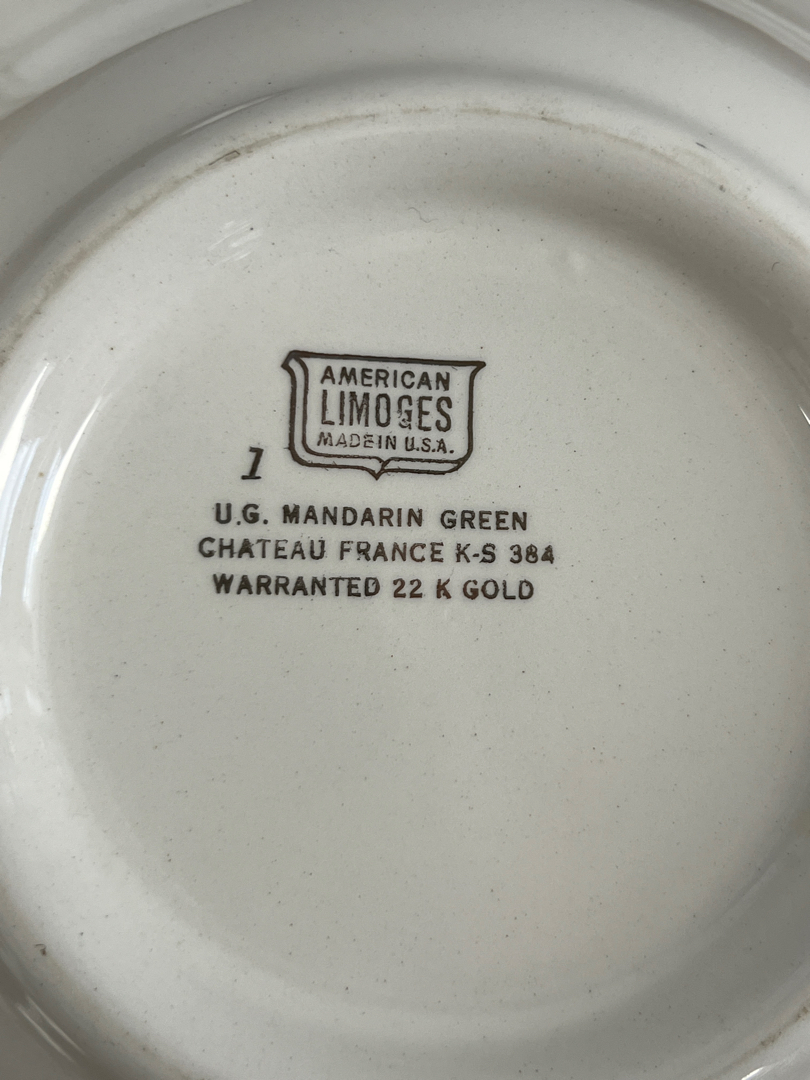 AMERICAN
LIMOGES
MADE IN U.S.A.
1
U.G. MANDARIN GREEN
CHATEAU FRANCE K-S 384
WARRANTED 22 K GOLD